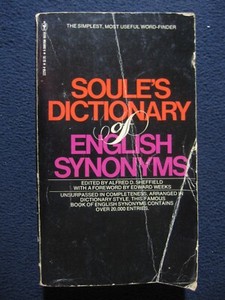 THE SIMPLEST, MOST USEFUL WORD-FINDER
SOULE'S
DICTIONARY
of
ENGLISH
SYNONYMS
EDITED BY ALFRED D. SHEFFIELD
WITH A FOREWORD BY EDWARD WEEKS
UNSURPASSED IN COMPLETENESS, ARRANGED IN
DICTIONARY STYLE, THIS FAMOUS
BOOK OF ENGLISH SYNONYMS CONTAINS
OVER 20,000 ENTRIES.